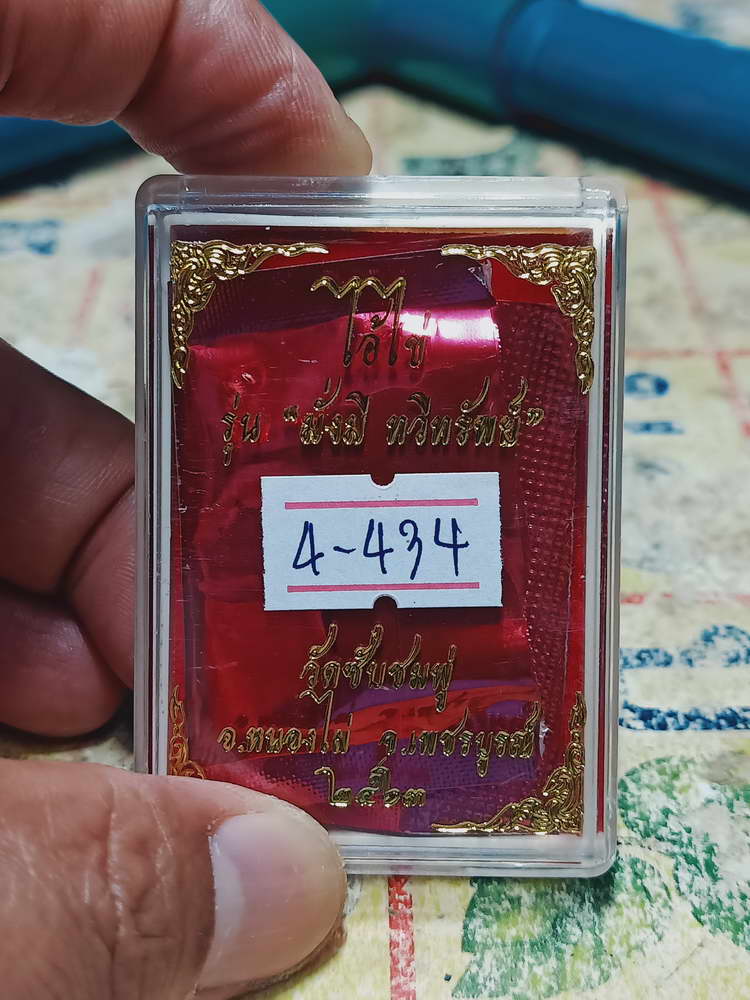 ไอ้ไข่
รุ่น “มั่งมี ทวีทรัพย์”
4-434
วัดซับชมพู่
อ.หนองไผ่ จ.เพชรบูรณ์
๒๕๖๓